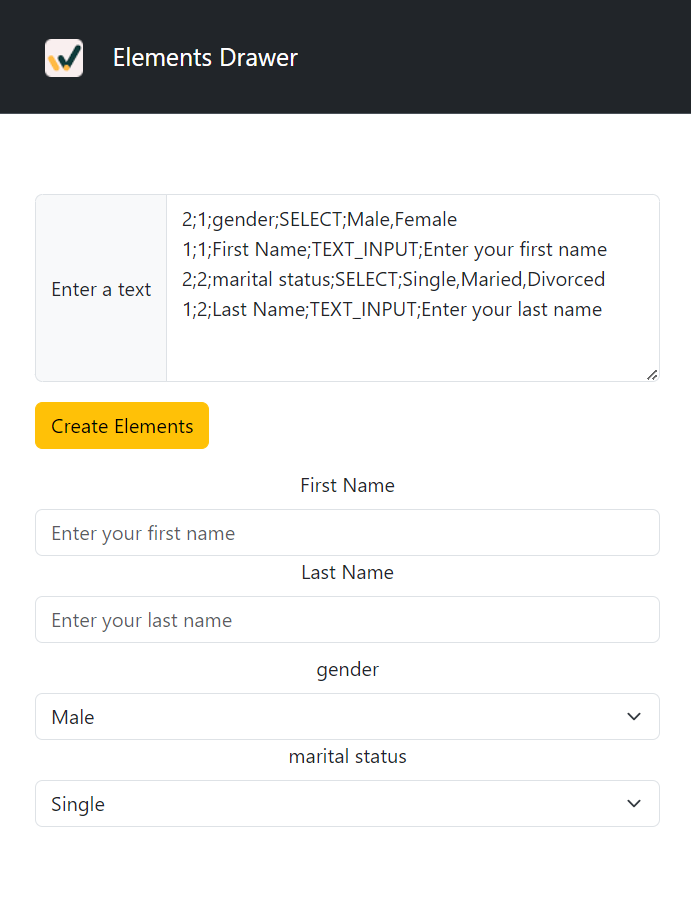 Elements Drawer
Enter a text
2;1;gender;SELECT;Male,Female
1;1;First Name;TEXT_INPUT;Enter your first name
2;2;marital status;SELECT;Single,Maried,Divorced
1;2;Last Name;TEXT_INPUT;Enter your last name
Create Elements
First Name
Enter your first name
Last Name
Enter your last name
gender
Male
marital status
Single